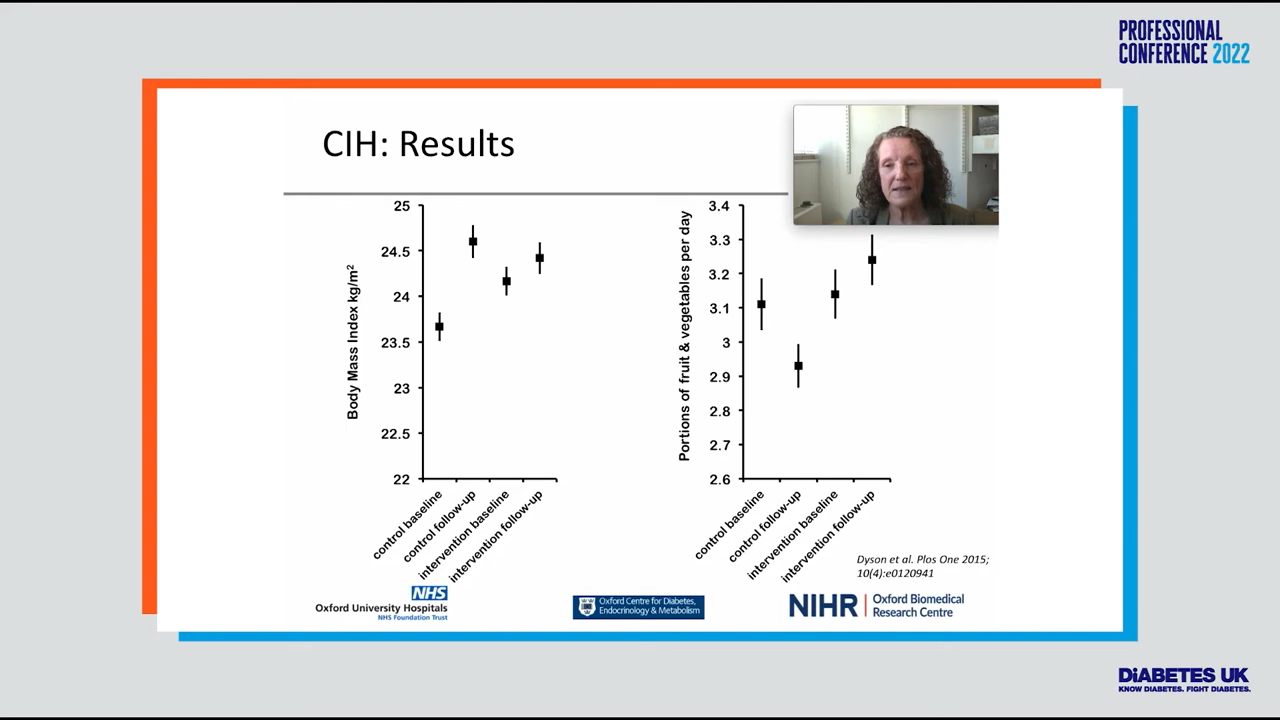 PROFESSIONAL
CONFERENCE 2022
CIH: Results
Body Mass Index kg/m²
25
24.5
24
23.5
23
22.5
22
control baseline
control follow-up
intervention baseline
intervention follow-up
Portions of fruit & vegetables per day
3.4
3.3
3.2
3.1
3
2.9
2.8
2.7
2.6
control baseline
control follow-up
intervention baseline
intervention follow-up
Dyson et al. Plos One 2015;
10(4):e0120941
NHS
Oxford University Hospitals
NHS Foundation Trust
Oxford Centre for Diabetes,
Endocrinology & Metabolism
NIHR
Oxford Biomedical
Research Centre
DiABETES UK
KNOW DIABETES. FIGHT DIABETES.